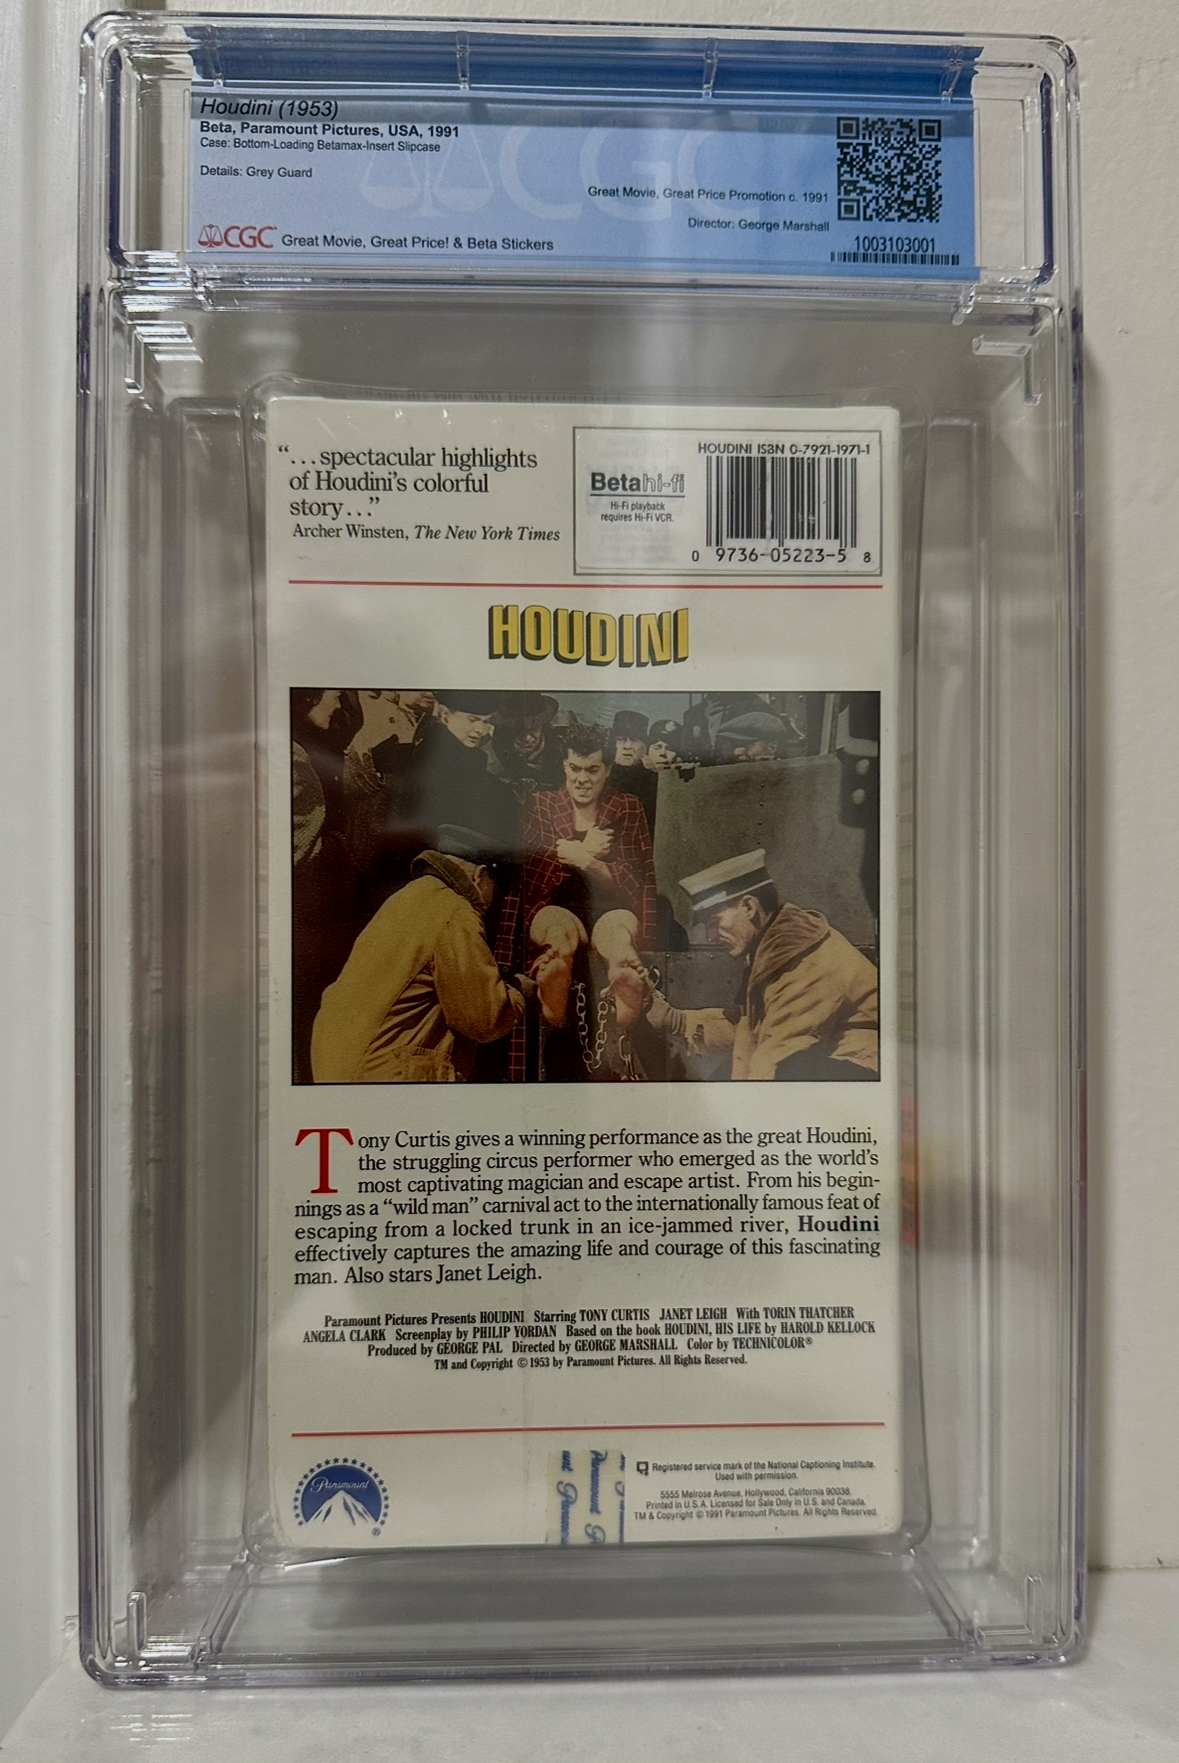 Houdini (1953)
Beta, Paramount Pictures, USA, 1991
Case: Bottom-Loading Betamax-Insert Slipcase
Details: Grey Guard
Great Movie, Great Price Promotion c. 1991
Director: George Marshall
CGC
CGC Great Movie, Great Price! & Beta Stickers
1003103001
“...spectacular highlights
of Houdini's colorful
story...”
Archer Winsten, The New York Times
HOUDINI ISBN 0-7921-1971-1
Beta hi-fi
Hi-Fi playback
requires Hi-Fi VCR.
0 9736-05223-5 8
HOUDINI
Tony Curtis gives a winning performance as the great Houdini,
the struggling circus performer who emerged as the world's
most captivating magician and escape artist. From his begin-
nings as a “wild man” carnival act to the internationally famous feat of
escaping from a locked trunk in an ice-jammed river, Houdini
effectively captures the amazing life and courage of this fascinating
man. Also stars Janet Leigh.
Paramount Pictures Presents HOUDINI Starring TONY CURTIS JANET LEIGH With TORIN THATCHER
ANGELA CLARK Screenplay by PHILIP YORDAN Based on the book HOUDINI, HIS LIFE by HAROLD KELLOCK
Produced by GEORGE PAL Directed by GEORGE MARSHALL Color by TECHNICOLOR®
TM and Copyright © 1953 by Paramount Pictures. All Rights Reserved.
Paramount
®
Paramount
Registered service mark of the National Captioning Institute.
Used with permission.
5555 Melrose Avenue, Hollywood, California 90038.
Printed in U.S.A. Licensed for Sale Only in U.S. and Canada.
TM & Copyright © 1991 Paramount Pictures. All Rights Reserved.